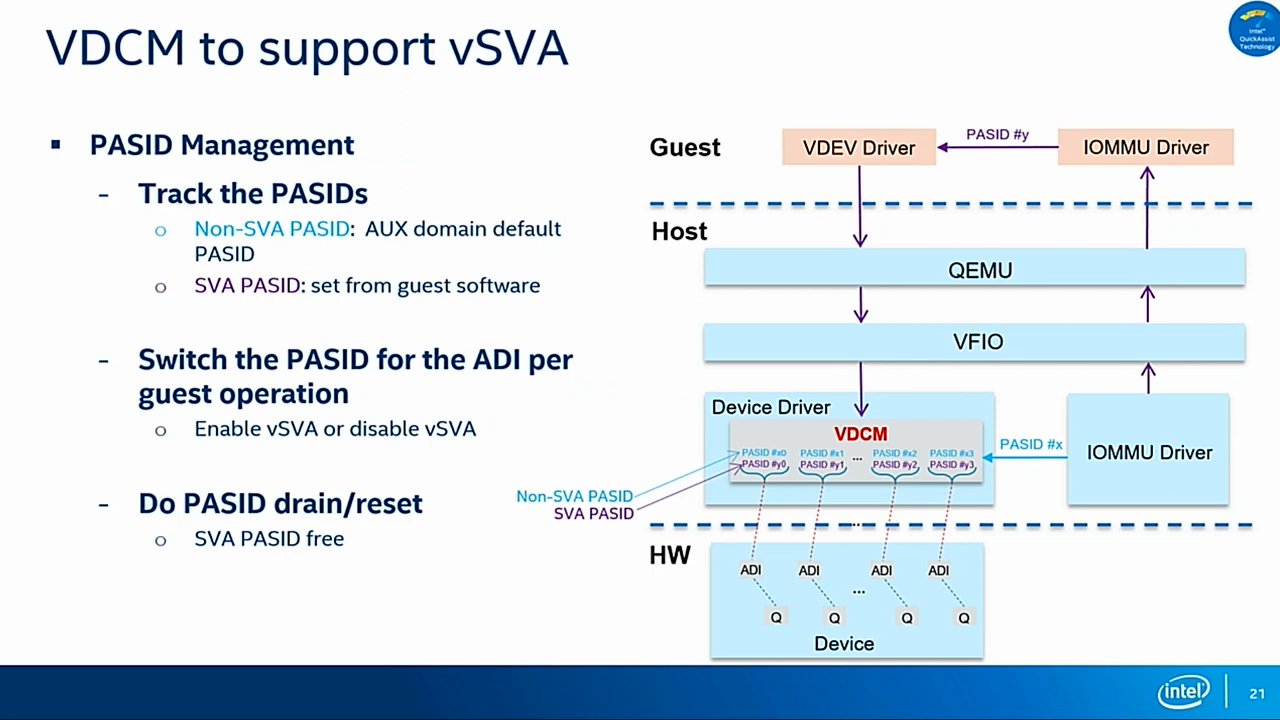 VDCM to support vSVA
Intel™
QuickAssist
Technology
▪ PASID Management
- Track the PASIDs
o Non-SVA PASID: AUX domain default
PASID
o SVA PASID: set from guest software
- Switch the PASID for the ADI per
guest operation
o Enable vSVA or disable vSVA
- Do PASID drain/reset
o SVA PASID free
Guest
VDEV Driver
PASID #y
IOMMU Driver
Host
QEMU
VFIO
Device Driver
VDCM
PASID #x0 PASID #x1 ... PASID #x2 PASID #x3
PASID #y0 PASID #y1 PASID #y2 PASID #y3
PASID #x
IOMMU Driver
Non-SVA PASID
SVA PASID
...
HW
ADI ADI ADI ADI
...
Q Q Q Q
Device
intel
21